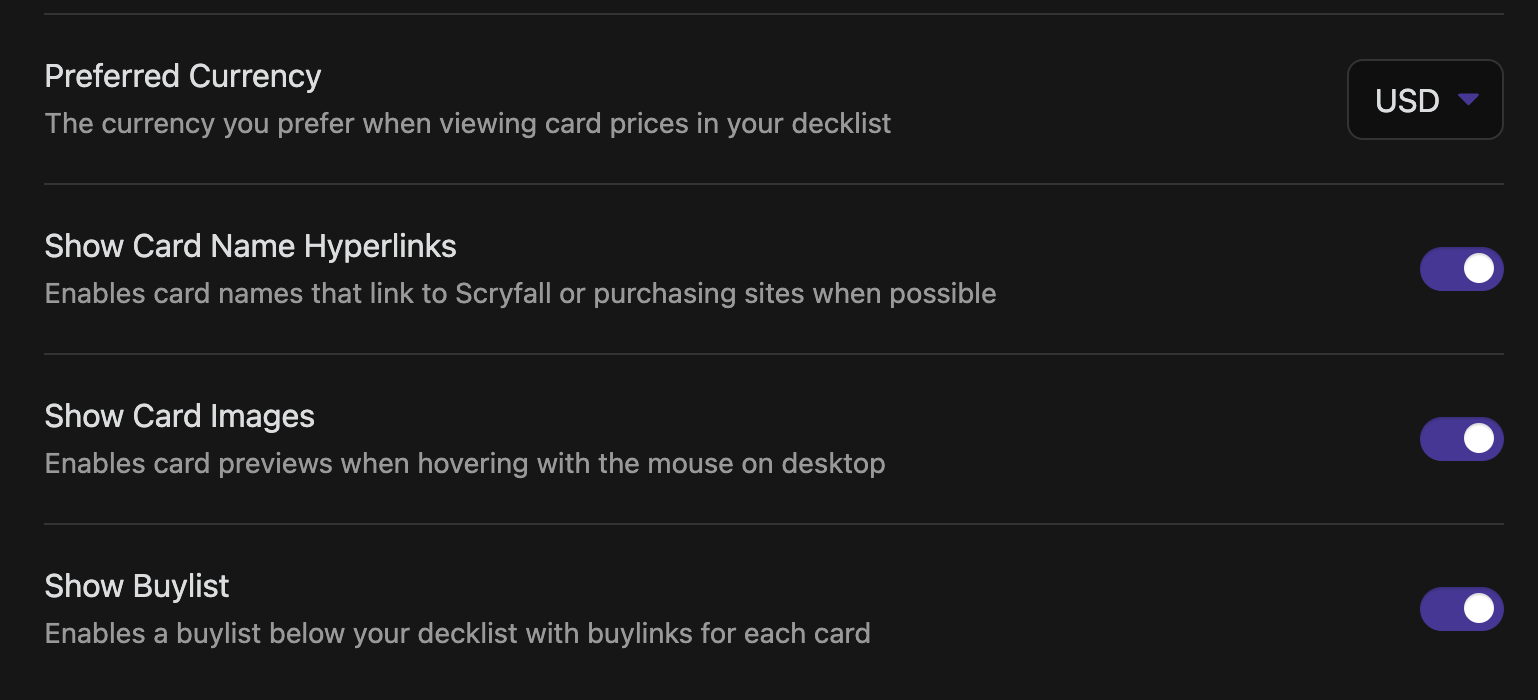 Preferred Currency
The currency you prefer when viewing card prices in your decklist
USD
Show Card Name Hyperlinks
Enables card names that link to Scryfall or purchasing sites when possible
Show Card Images
Enables card previews when hovering with the mouse on desktop
Show Buylist
Enables a buylist below your decklist with buylinks for each card